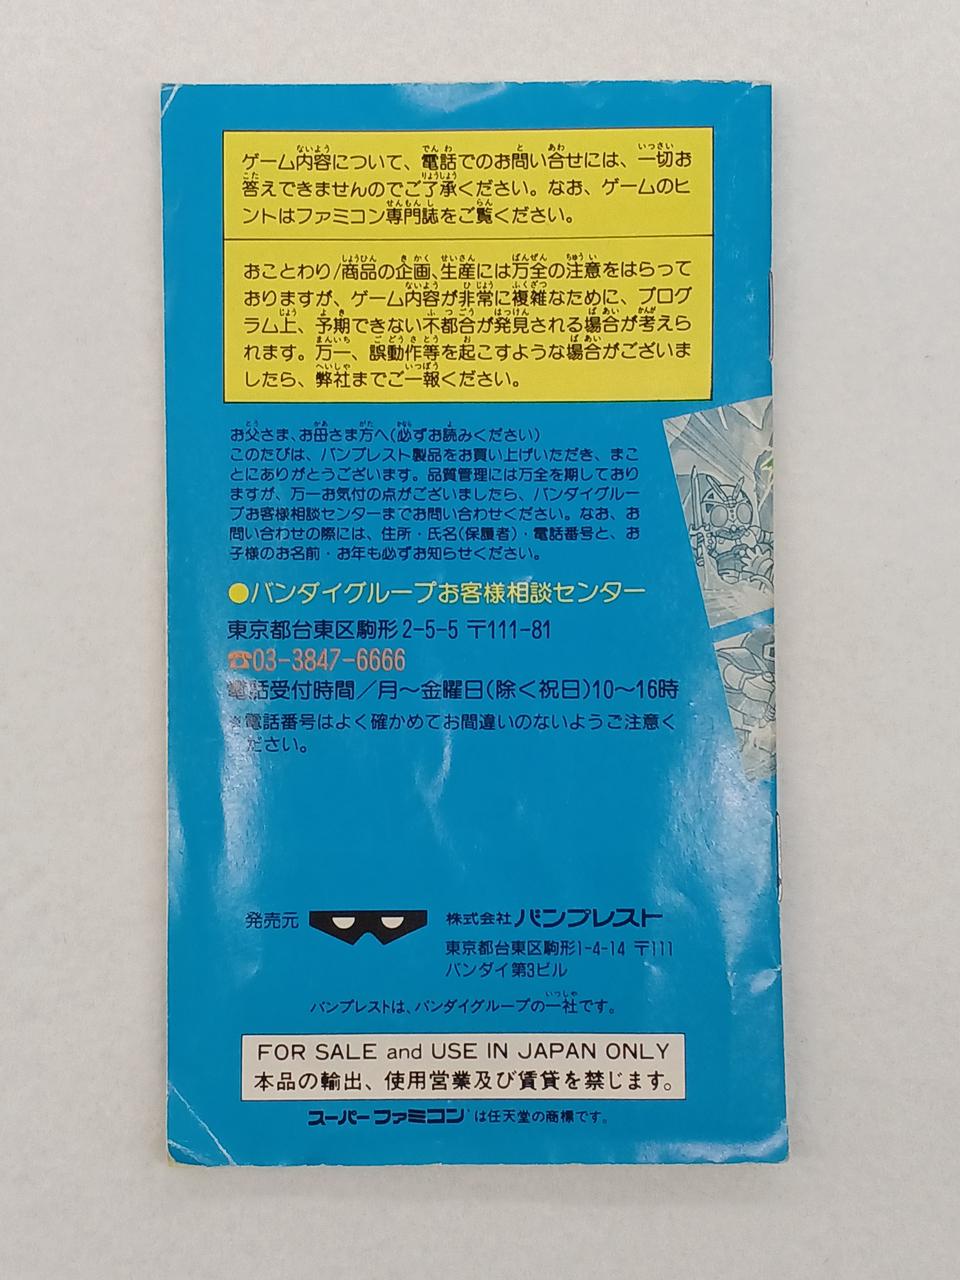 ゲーム内容について、電話でのお問い合せには、一切お
答えできませんのでご了承ください。なお、ゲームのヒ
ントはファミコン専門誌をご覧ください。
おことわり/商品の企画、生産には万全の注意をはらって
おりますが、ゲーム内容が非常に複雑なために、プログ
ラム上、予期できない不都合が発見される場合が考えら
れます。万一、誤動作等を起こすような場合がございま
したら、弊社までご一報ください。
お父さま、お母さま方へ(必ずお読みください)
このたびは、バンプレスト製品をお買い上げいただき、まこ
とにありがとうございます。品質管理には万全を期しており
ますが、万一お気付の点がございましたら、バンダイグルー
プお客様相談センターまでお問い合わせください。なお、お
問い合わせの際には、住所・氏名(保護者)・電話番号と、お
子様のお名前・お年も必ずお知らせください。
●バンダイグループお客様相談センター
東京都台東区駒形2-5-5 〒111-81
☎03-3847-6666
電話受付時間／月〜金曜日(除く祝日)10〜16時
※電話番号はよく確かめてお間違いのないようご注意く
ださい。
発売元 株式会社バンプレスト
東京都台東区駒形1-4-14 〒111
バンダイ第3ビル
バンプレストは、バンダイグループの一社です。
FOR SALE and USE IN JAPAN ONLY
本品の輸出、使用営業及び賃貸を禁じます。
スーパーファミコンは任天堂の商標です。